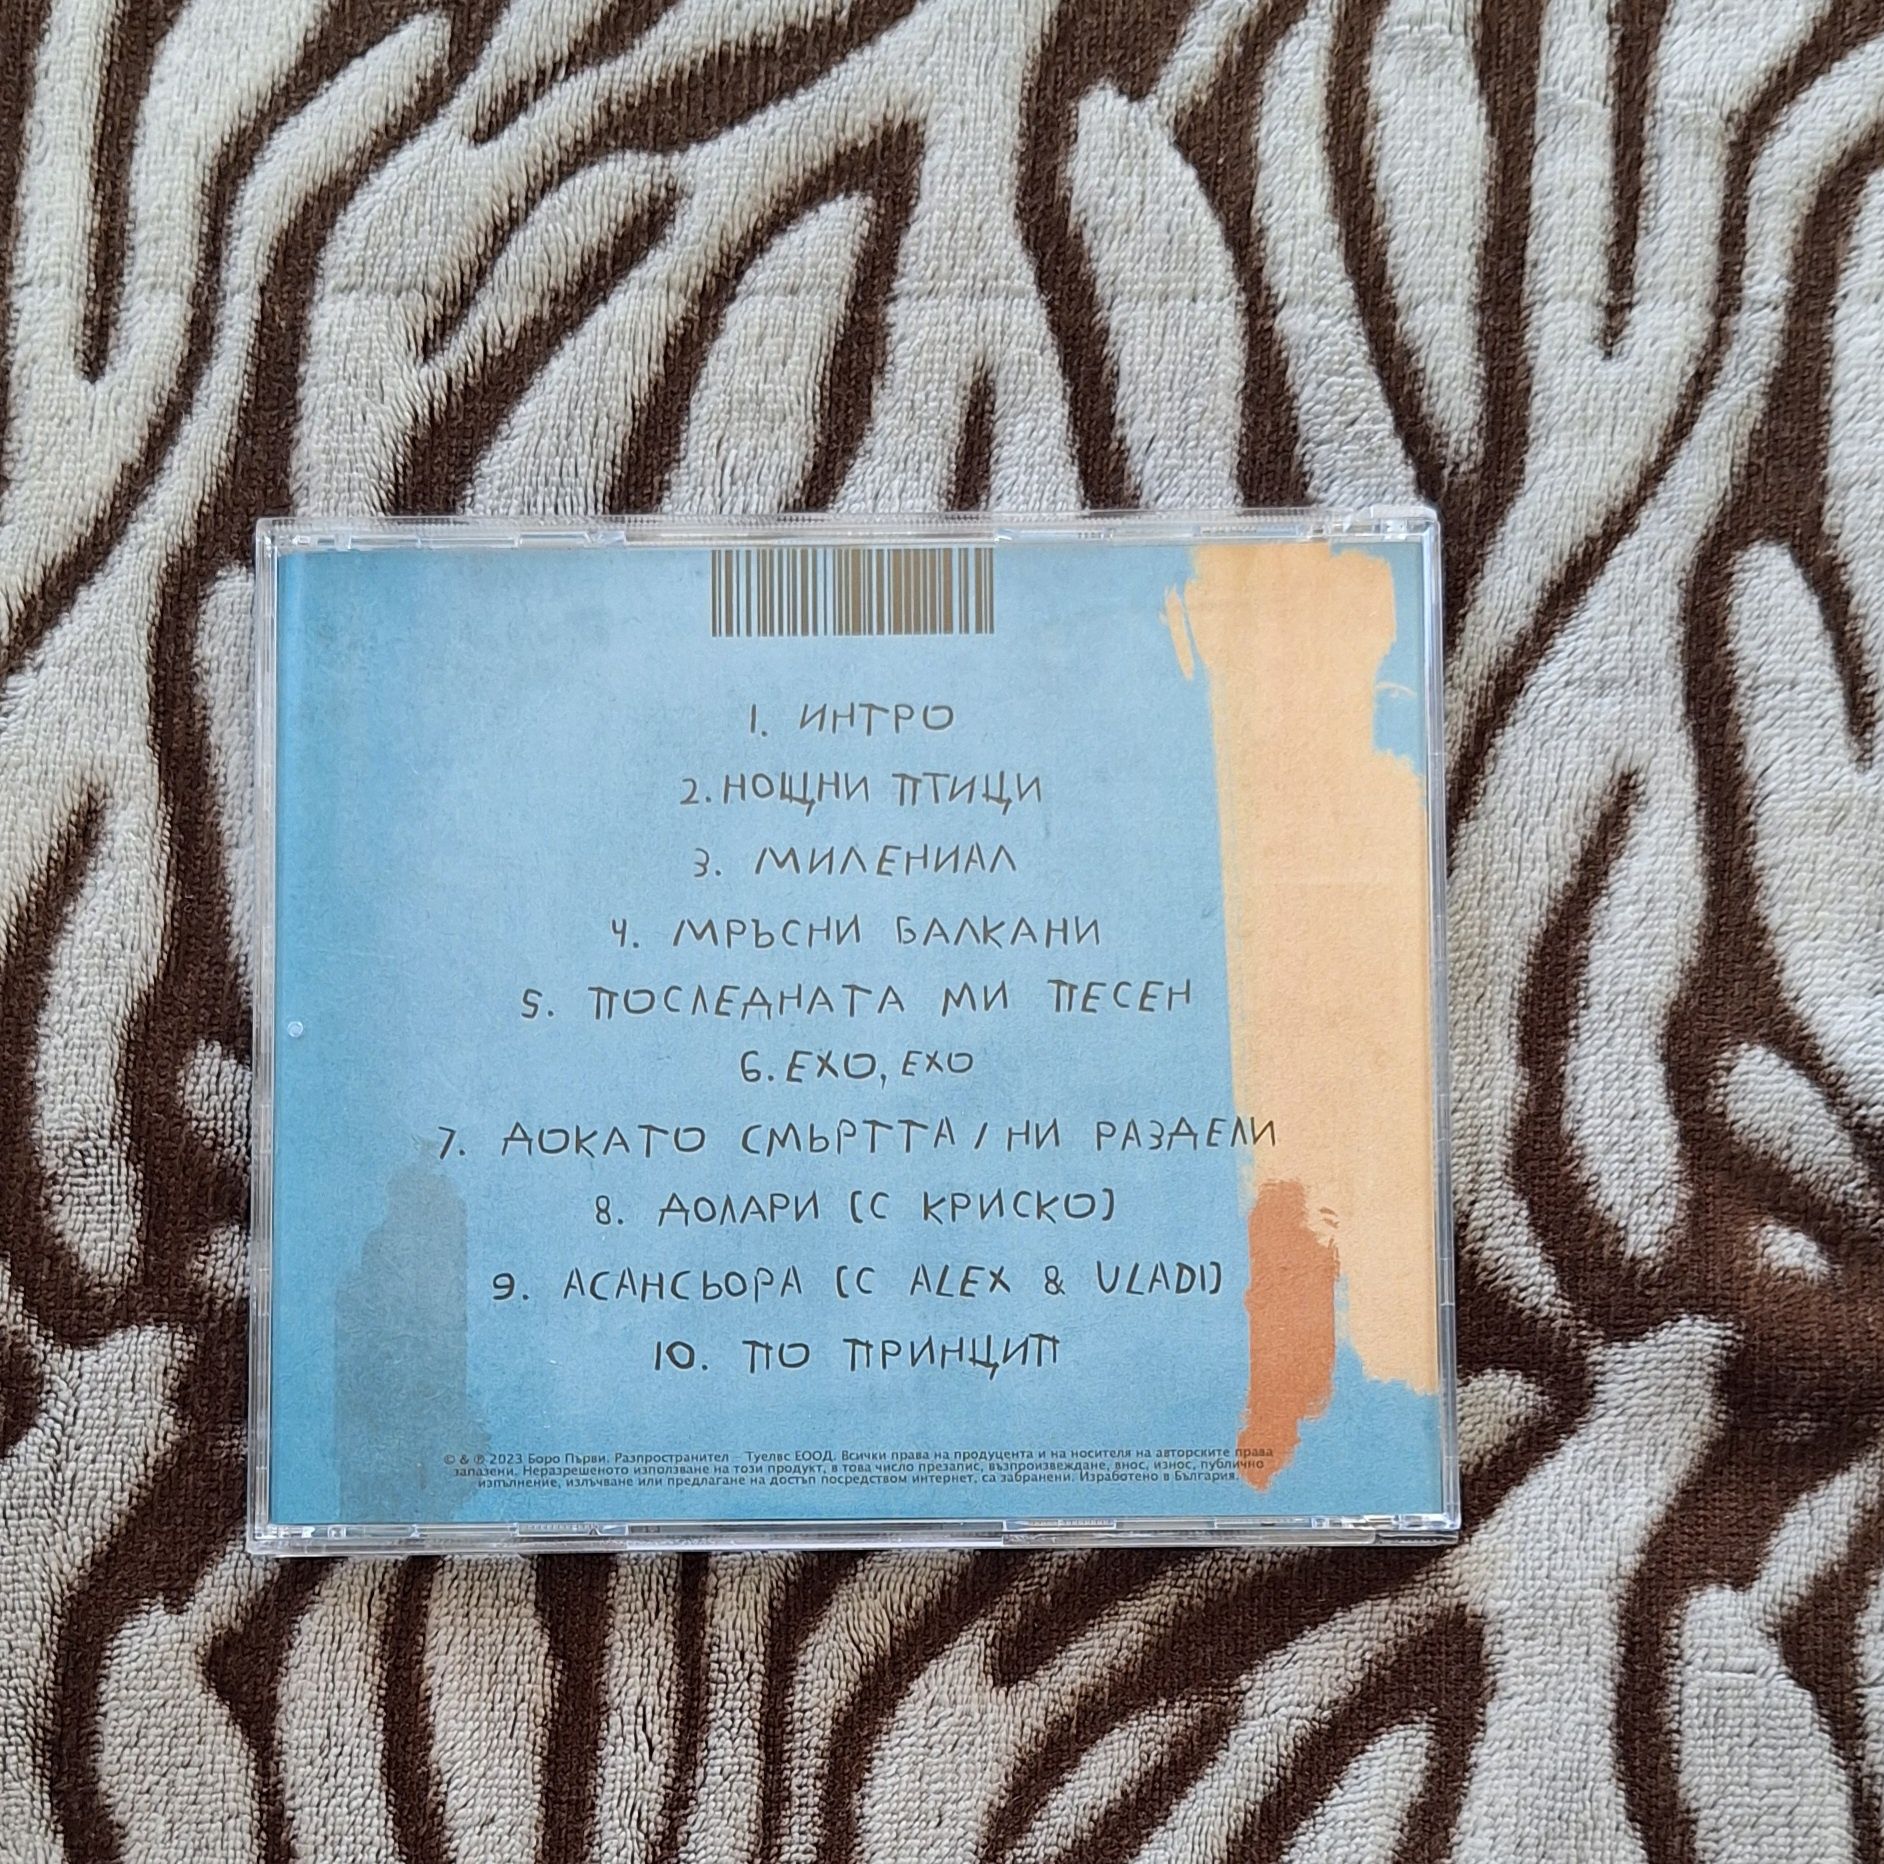 1. ИНТРО
2. НОЩНИ ПТИЦИ
3. МИЛЕНИАЛ
4. МРЪСНИ БАЛКАНИ
5. ПОСЛЕДНАТА МИ ПЕСЕН
6. ЕХО, ЕХО
7. ДОКАТО СМЪРТТА / НИ РАЗДЕЛИ
8. ДОЛАРИ [С КРИСКО]
9. АСАНСЬОРА [С ALEX & VLADI]
10. ПО ПРИНЦИП
© & ℗ 2023 Боро Първи. Разпространител – Туелвс ЕООД. Всички права на продуцента и на носителя на авторските права
запазени. Неразрешеното използване на този продукт, в това число презапис, възпроизвеждане, внос, износ, публично
изпълнение, излъчване или предлагане на достъп посредством интернет, са забранени. Изработено в България.